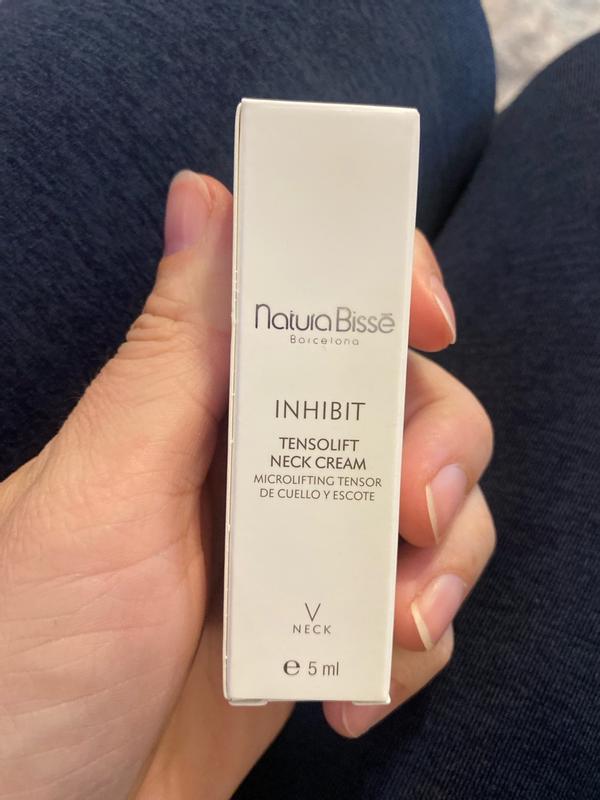 Natura Bissé
Barcelona
INHIBIT
TENSOLIFT
NECK CREAM
MICROLIFTING TENSOR
DE CUELLO Y ESCOTE
V
NECK
℮ 5 ml